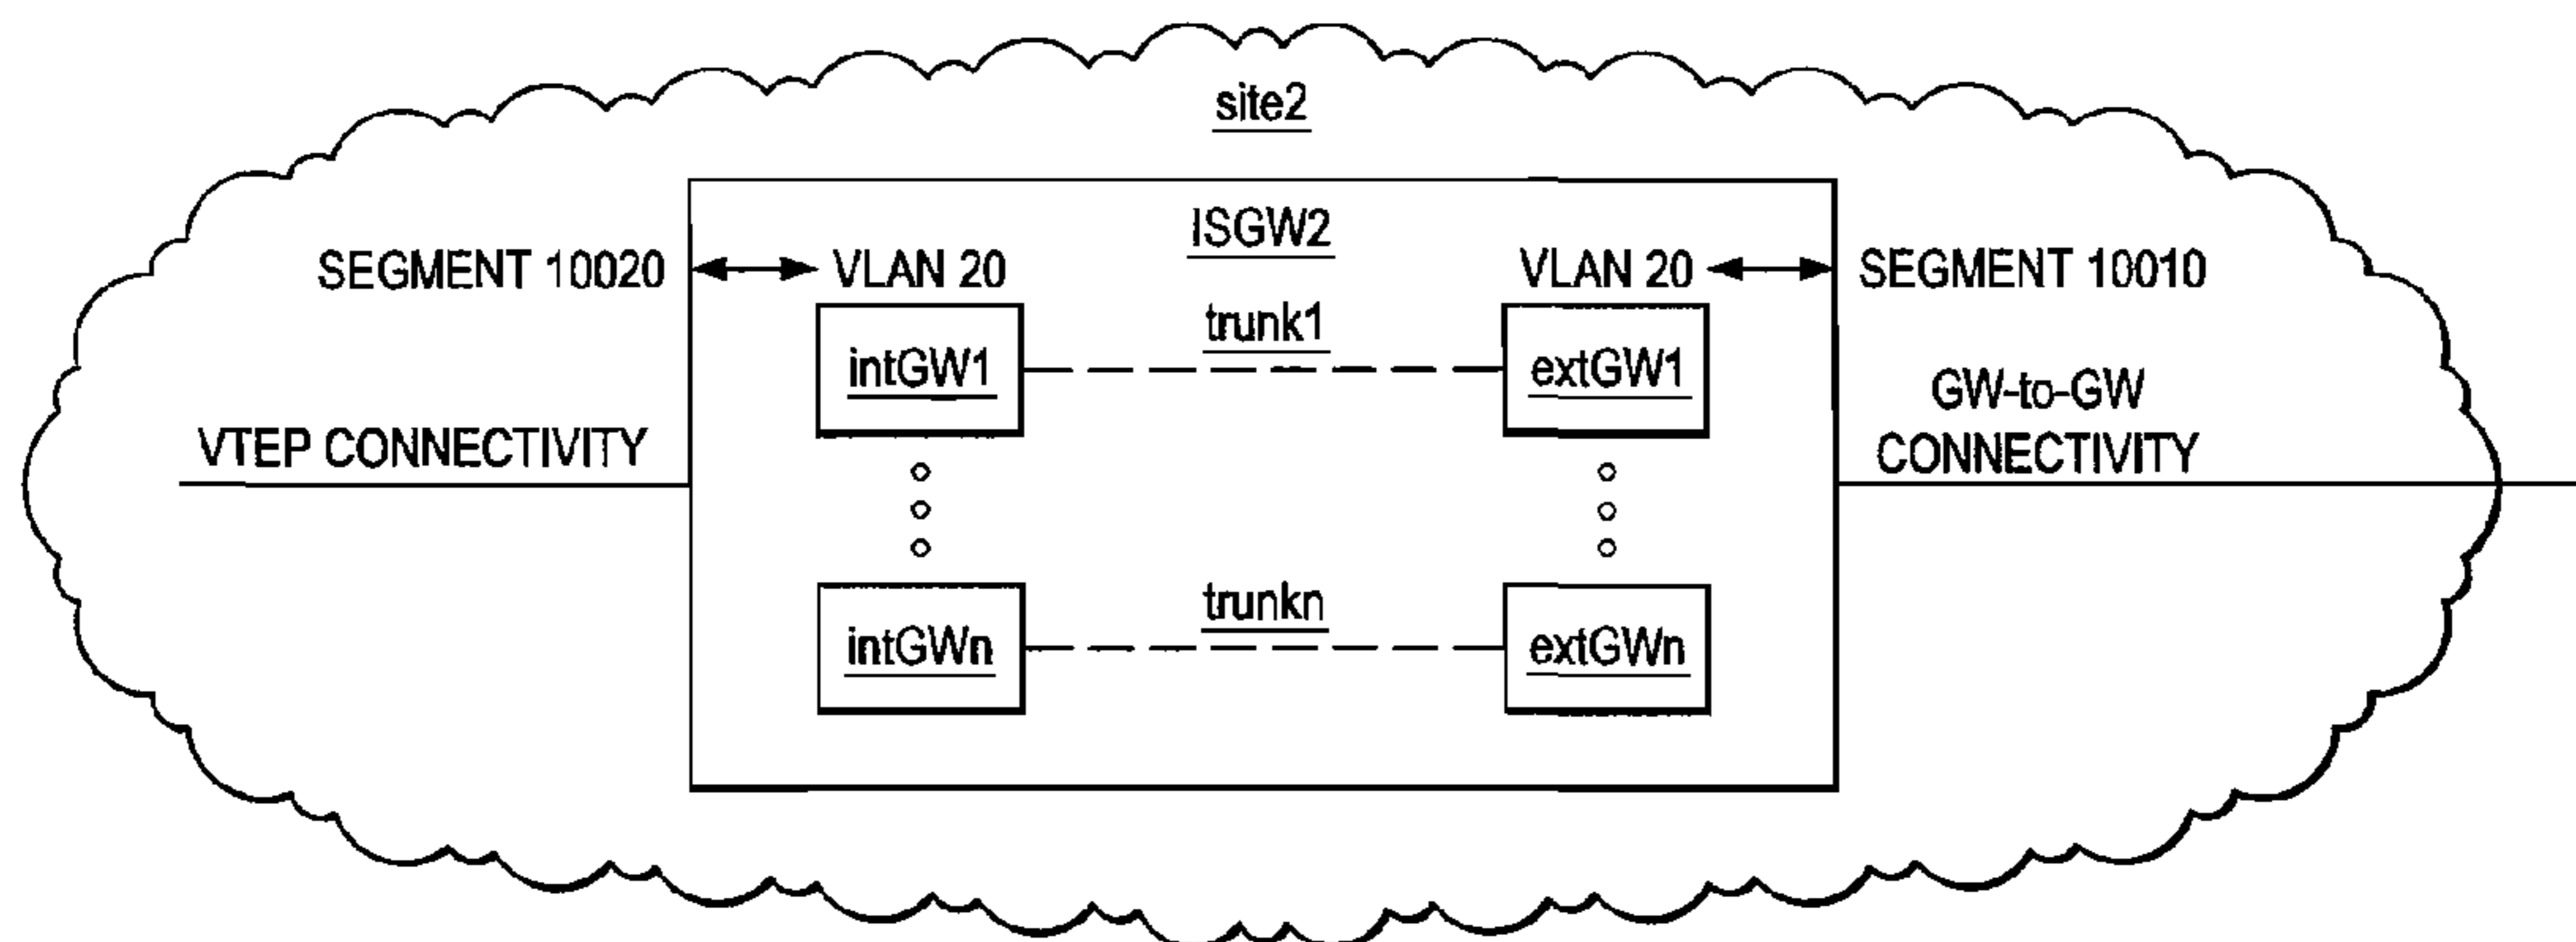 site2
ISGW2
SEGMENT 10020
VLAN 20
VLAN 20
SEGMENT 10010
trunk1
intGW1
extGW1
GW-to-GW
CONNECTIVITY
VTEP CONNECTIVITY
trunkn
intGWn
extGWn